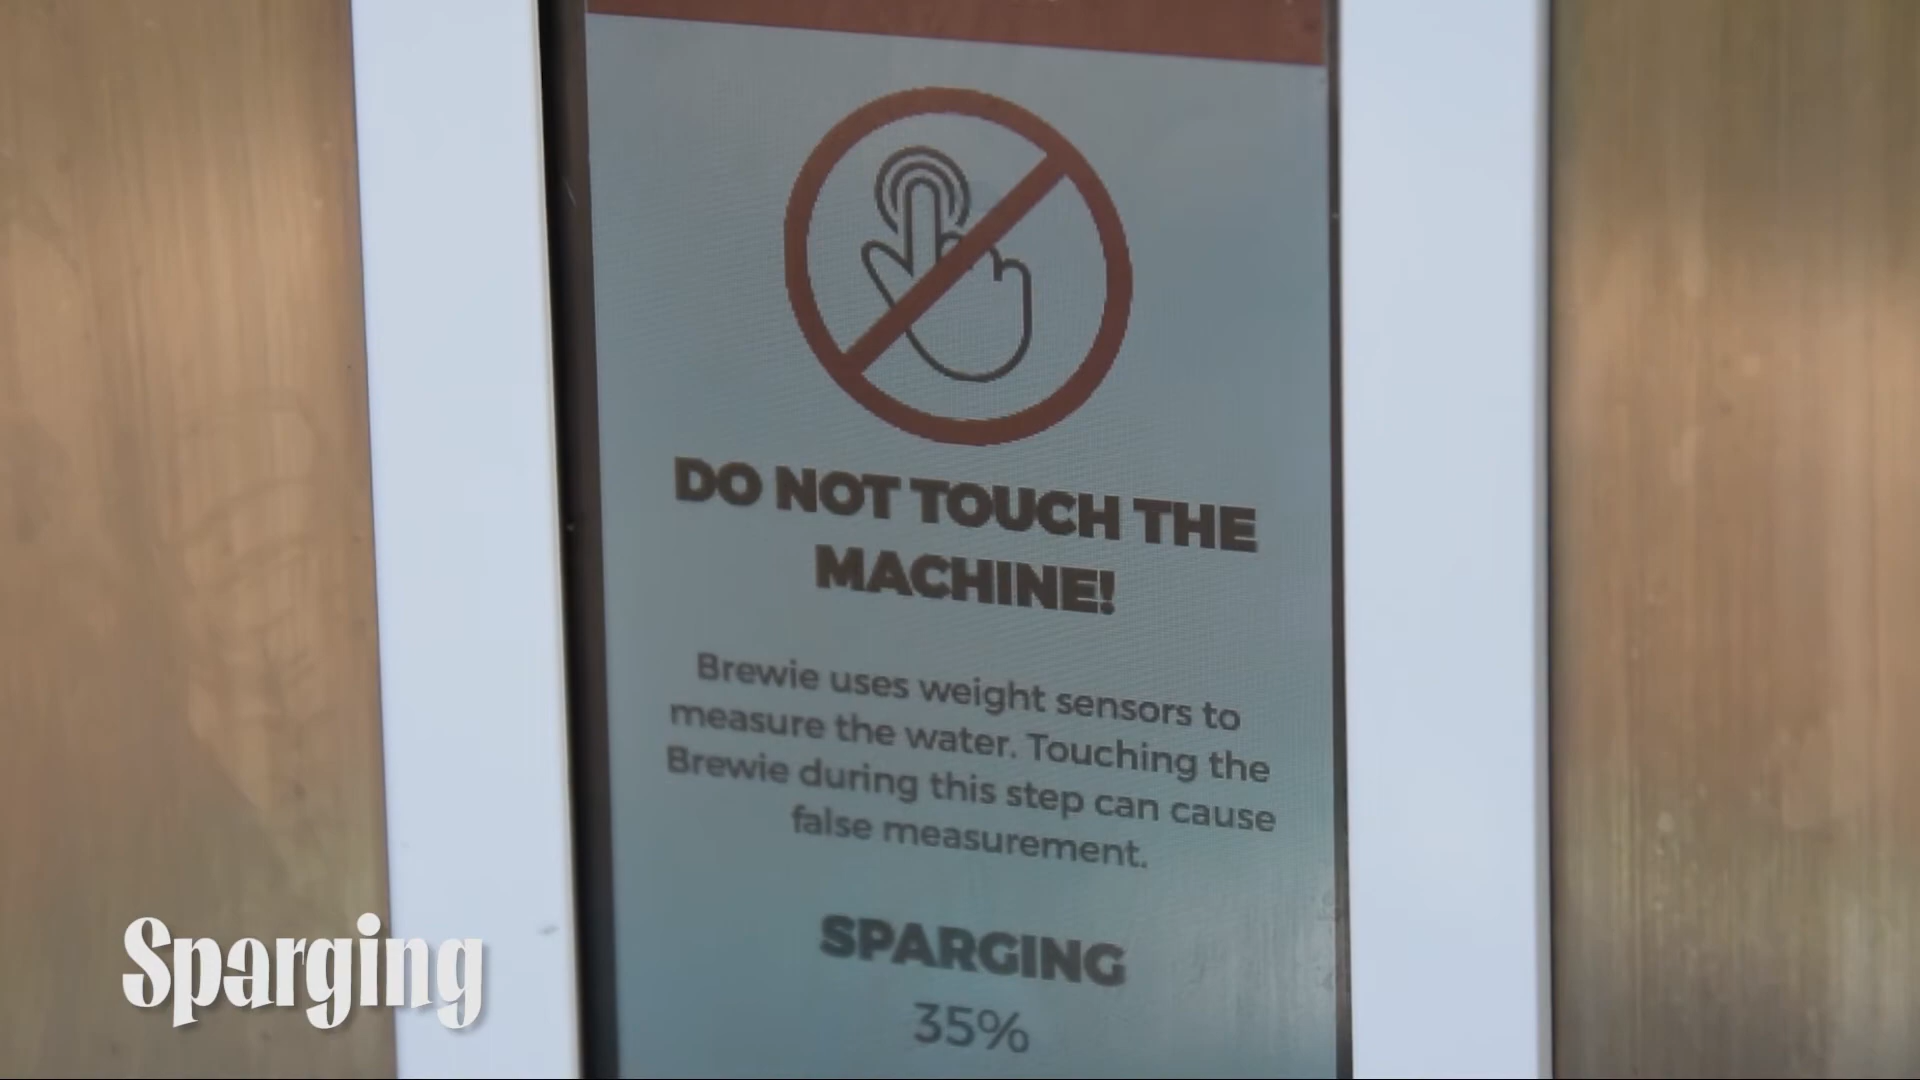 DO NOT TOUCH THE
MACHINE!
Brewie uses weight sensors to
measure the water. Touching the
Brewie during this step can cause
false measurement.
SPARGING
35%
Sparging